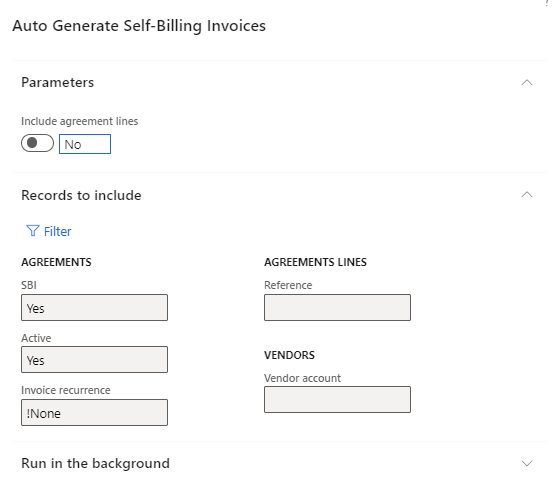 Auto Generate Self-Billing Invoices
Parameters
Include agreement lines
No
Records to include
Filter
AGREEMENTS
SBI
Yes
Active
Yes
Invoice recurrence
!None
AGREEMENTS LINES
Reference
VENDORS
Vendor account
Run in the background